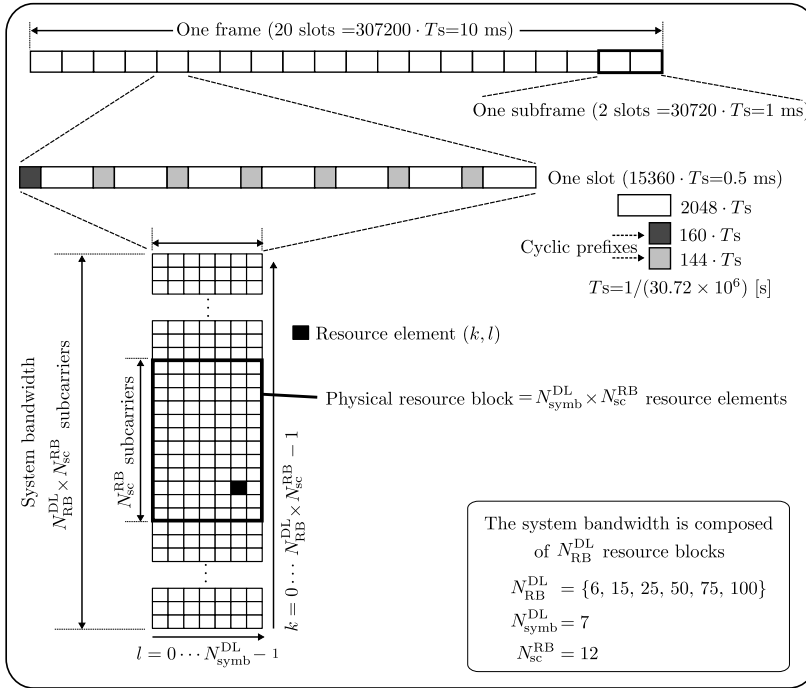 One frame (20 slots =307200 · Ts=10 ms)
One subframe (2 slots =30720 · Ts=1 ms)
One slot (15360 · Ts=0.5 ms)
2048 · Ts
Cyclic prefixes
160 · Ts
144 · Ts
Ts=1/(30.72 × 10⁶) [s]
Resource element (k, l)
Physical resource block = N_symb^DL × N_sc^RB resource elements
System bandwidth
N_RB^DL × N_sc^RB subcarriers
N_sc^RB subcarriers
k = 0 ⋯ N_RB^DL × N_sc^RB − 1
l = 0 ⋯ N_symb^DL − 1
The system bandwidth is composed
of N_RB^DL resource blocks
N_RB^DL = {6, 15, 25, 50, 75, 100}
N_symb^DL = 7
N_sc^RB = 12